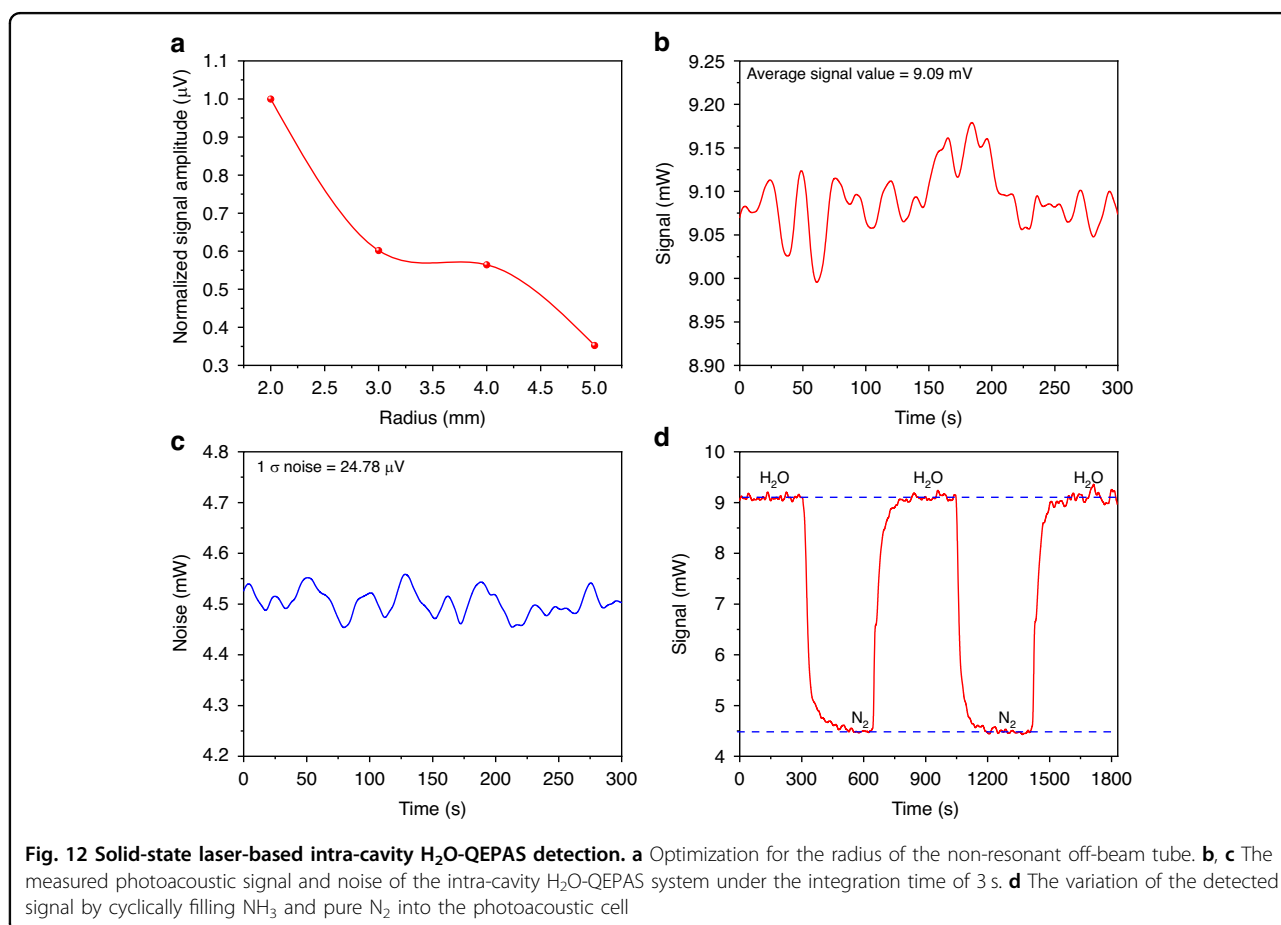 a
Normalized signal amplitude (µV)
1.1
1.0
0.9
0.8
0.7
0.6
0.5
0.4
0.3
2.0 2.5 3.0 3.5 4.0 4.5 5.0
Radius (mm)
b
Average signal value = 9.09 mV
Signal (mW)
9.25
9.20
9.15
9.10
9.05
9.00
8.95
8.90
0 50 100 150 200 250 300
Time (s)
c
1 σ noise = 24.78 µV
Noise (mW)
4.8
4.7
4.6
4.5
4.4
4.3
4.2
0 50 100 150 200 250 300
Time (s)
d
H₂O H₂O H₂O
N₂ N₂
Signal (mW)
10
9
8
7
6
5
4
0 300 600 900 1200 1500 1800
Time (s)
Fig. 12 Solid-state laser-based intra-cavity H₂O-QEPAS detection. a Optimization for the radius of the non-resonant off-beam tube. b, c The
measured photoacoustic signal and noise of the intra-cavity H₂O-QEPAS system under the integration time of 3 s. d The variation of the detected
signal by cyclically filling NH₃ and pure N₂ into the photoacoustic cell